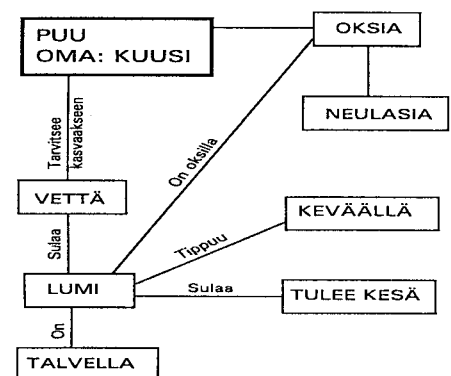 PUU
OMA: KUUSI
OKSIA
NEULASIA
Tarvitsee
kasvaakseen
On oksilla
VETTÄ
KEVÄÄLLÄ
Sulaa
Tippuu
LUMI
Sulaa
TULEE KESÄ
On
TALVELLA